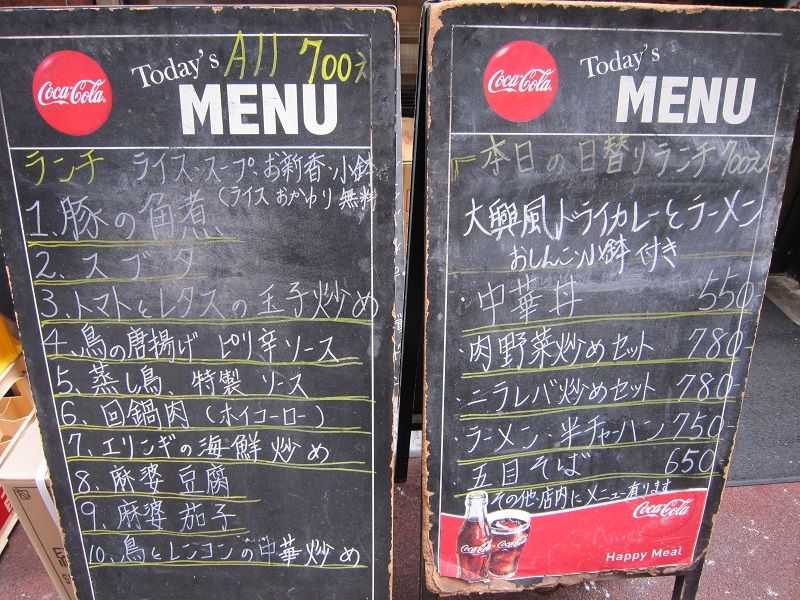 Coca-Cola
Today's All 700え
MENU
ランチ ライス・スープ・お新香・小鉢
(ライスおかわり無料
1、豚の角煮
2、スブタ
3、トマトとレタスの玉子炒め
4、鳥の唐揚げ ピリ辛ソース
5、蒸し鳥、特製ソース
6、回鍋肉（ホイコーロー）
7、エリンギの海鮮炒め
8、麻婆豆腐
9、麻婆茄子
10、鳥とレンコンの中華炒め
Coca-Cola
Today's
MENU
本日の日替りランチ 700えん
大興風ドライカレーとラーメン
おしんこ小鉢付き
・中華丼 550-
・肉野菜炒めセット 780
・ニラレバ炒めセット 780-
・ラーメン・半チャーハン 750-
・五目そば 650
その他・店内にメニュー有ります
Coca-Cola
Coca-Cola
Coca-Cola
Happy Meal